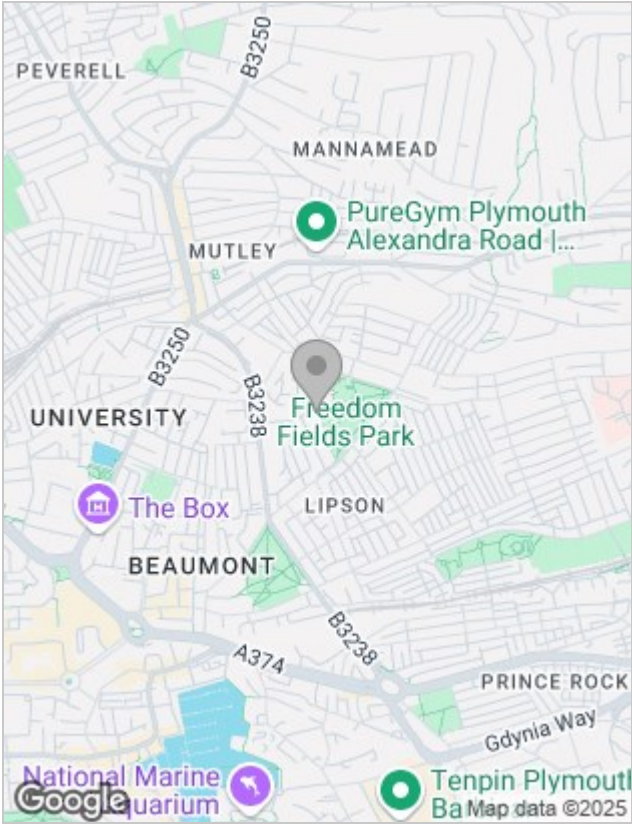 B3250
PEVERELL
MANNAMEAD
PureGym Plymouth
Alexandra Road |...
MUTLEY
B3250
B3238
Freedom
Fields Park
UNIVERSITY
The Box
LIPSON
BEAUMONT
B3238
A374
PRINCE ROCK
Gdynia Way
National Marine
Tenpin Plymouth
Google
Map data ©2025